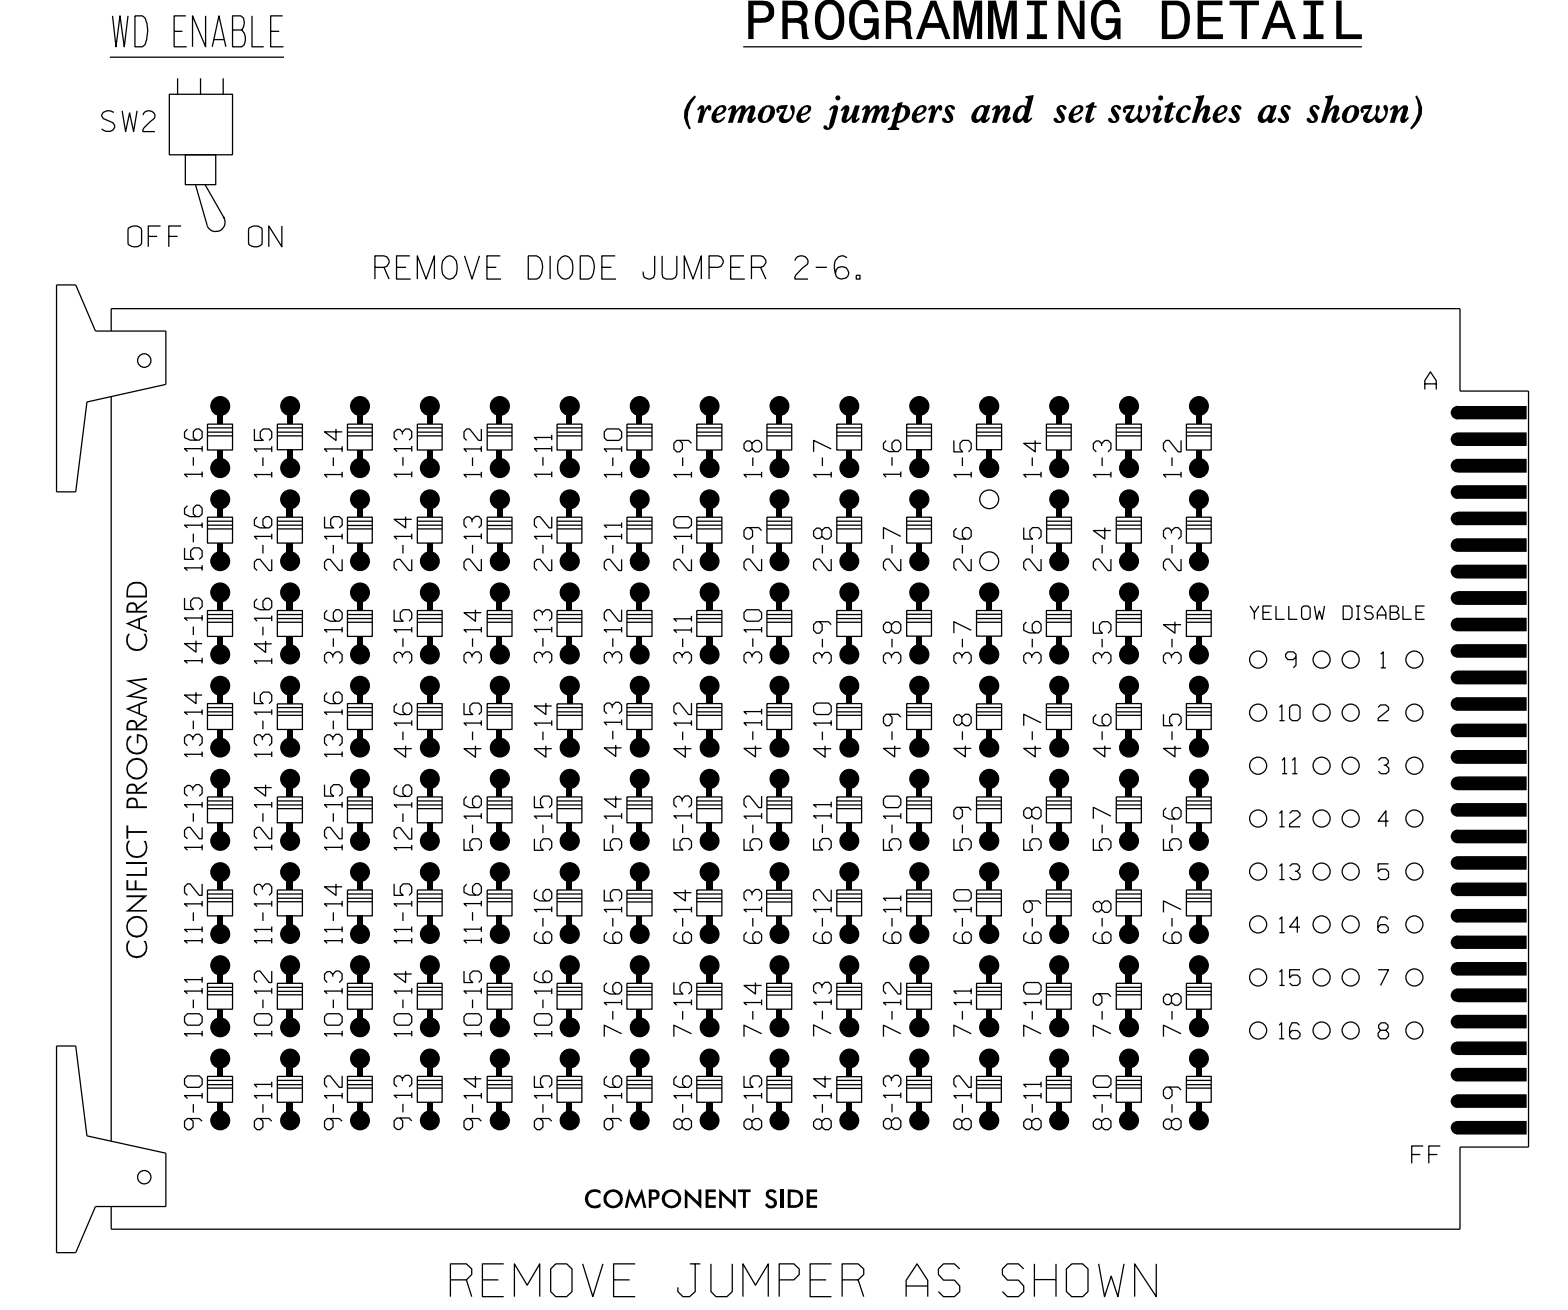 WD ENABLE
PROGRAMMING DETAIL
(remove jumpers and set switches as shown)
SW2
OFF ON
REMOVE DIODE JUMPER 2-6.
A
1-16 1-15 1-14 1-13 1-12 1-11 1-10 1-9 1-8 1-7 1-6 1-5 1-4 1-3 1-2
15-16 2-16 2-15 2-14 2-13 2-12 2-11 2-10 2-9 2-8 2-7 2-6 2-5 2-4 2-3
14-15 14-16 3-16 3-15 3-14 3-13 3-12 3-11 3-10 3-9 3-8 3-7 3-6 3-5 3-4
13-14 13-15 13-16 4-16 4-15 4-14 4-13 4-12 4-11 4-10 4-9 4-8 4-7 4-6 4-5
12-13 12-14 12-15 12-16 5-16 5-15 5-14 5-13 5-12 5-11 5-10 5-9 5-8 5-7 5-6
11-12 11-13 11-14 11-15 11-16 6-16 6-15 6-14 6-13 6-12 6-11 6-10 6-9 6-8 6-7
10-11 10-12 10-13 10-14 10-15 10-16 7-16 7-15 7-14 7-13 7-12 7-11 7-10 7-9 7-8
9-10 9-11 9-12 9-13 9-14 9-15 9-16 8-16 8-15 8-14 8-13 8-12 8-11 8-10 8-9
CONFLICT PROGRAM CARD
YELLOW DISABLE
9 1
10 2
11 3
12 4
13 5
14 6
15 7
16 8
FF
COMPONENT SIDE
REMOVE JUMPER AS SHOWN